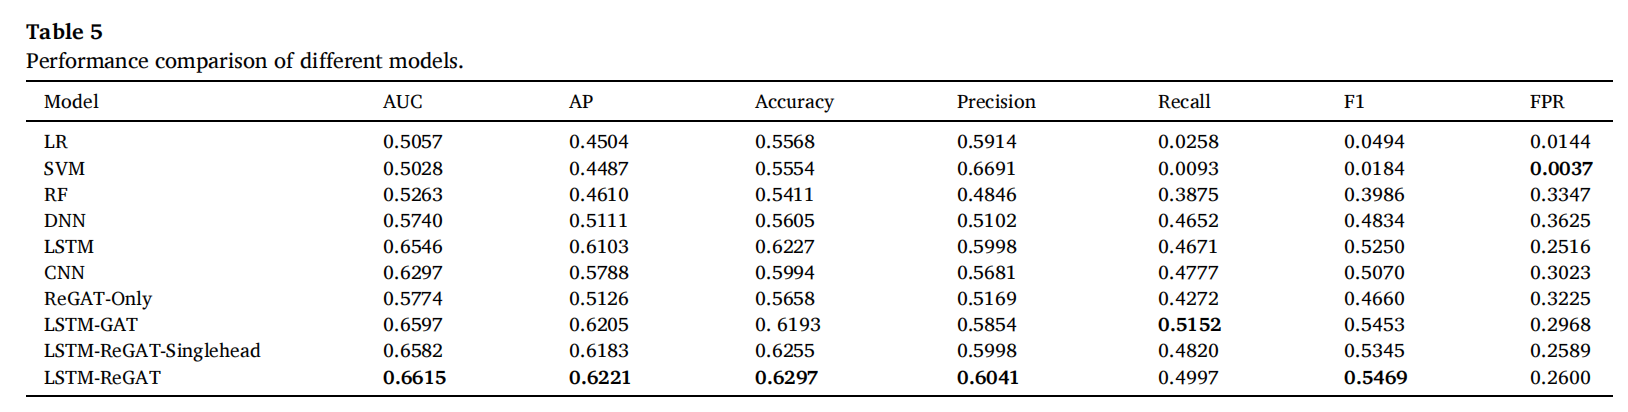 Table 5
Performance comparison of different models.
Model AUC AP Accuracy Precision Recall F1 FPR
LR 0.5057 0.4504 0.5568 0.5914 0.0258 0.0494 0.0144
SVM 0.5028 0.4487 0.5554 0.6691 0.0093 0.0184 0.0037
RF 0.5263 0.4610 0.5411 0.4846 0.3875 0.3986 0.3347
DNN 0.5740 0.5111 0.5605 0.5102 0.4652 0.4834 0.3625
LSTM 0.6546 0.6103 0.6227 0.5998 0.4671 0.5250 0.2516
CNN 0.6297 0.5788 0.5994 0.5681 0.4777 0.5070 0.3023
ReGAT-Only 0.5774 0.5126 0.5658 0.5169 0.4272 0.4660 0.3225
LSTM-GAT 0.6597 0.6205 0. 6193 0.5854 0.5152 0.5453 0.2968
LSTM-ReGAT-Singlehead 0.6582 0.6183 0.6255 0.5998 0.4820 0.5345 0.2589
LSTM-ReGAT 0.6615 0.6221 0.6297 0.6041 0.4997 0.5469 0.2600